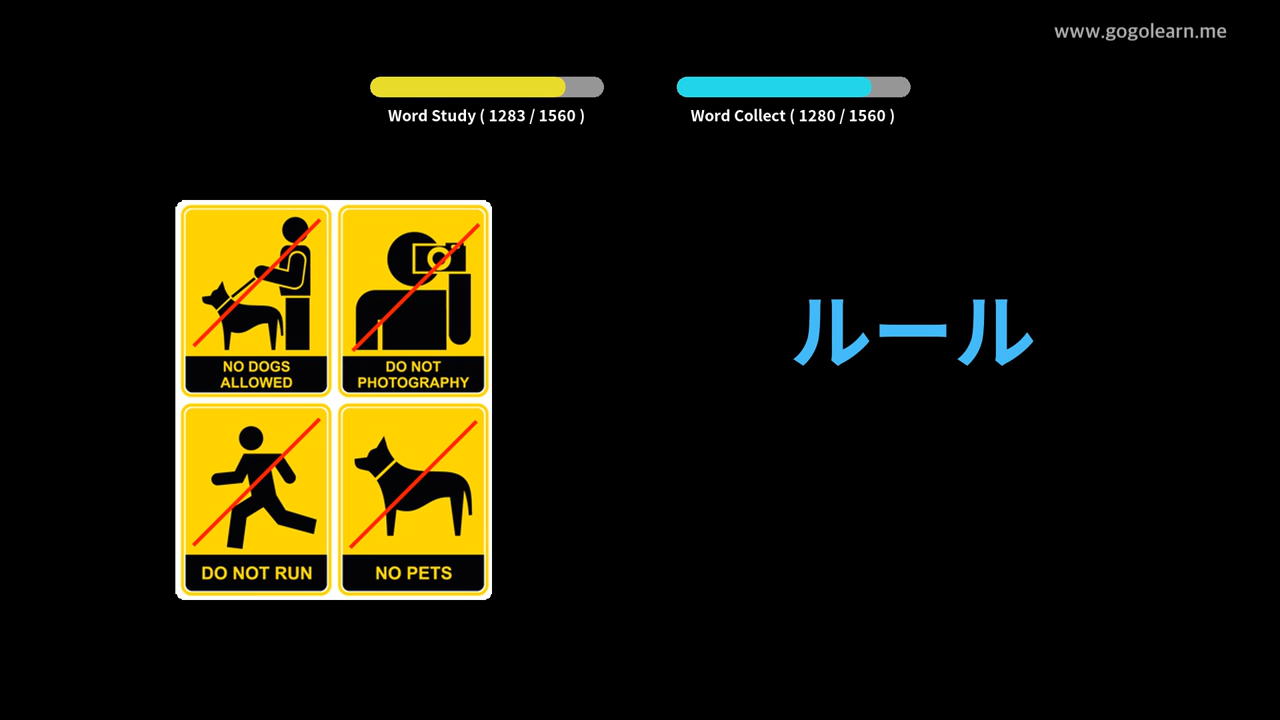 www.gogolearn.me
Word Study ( 1283 / 1560 )
Word Collect ( 1280 / 1560 )
NO DOGS
ALLOWED
DO NOT
PHOTOGRAPHY
ルール
DO NOT RUN
NO PETS